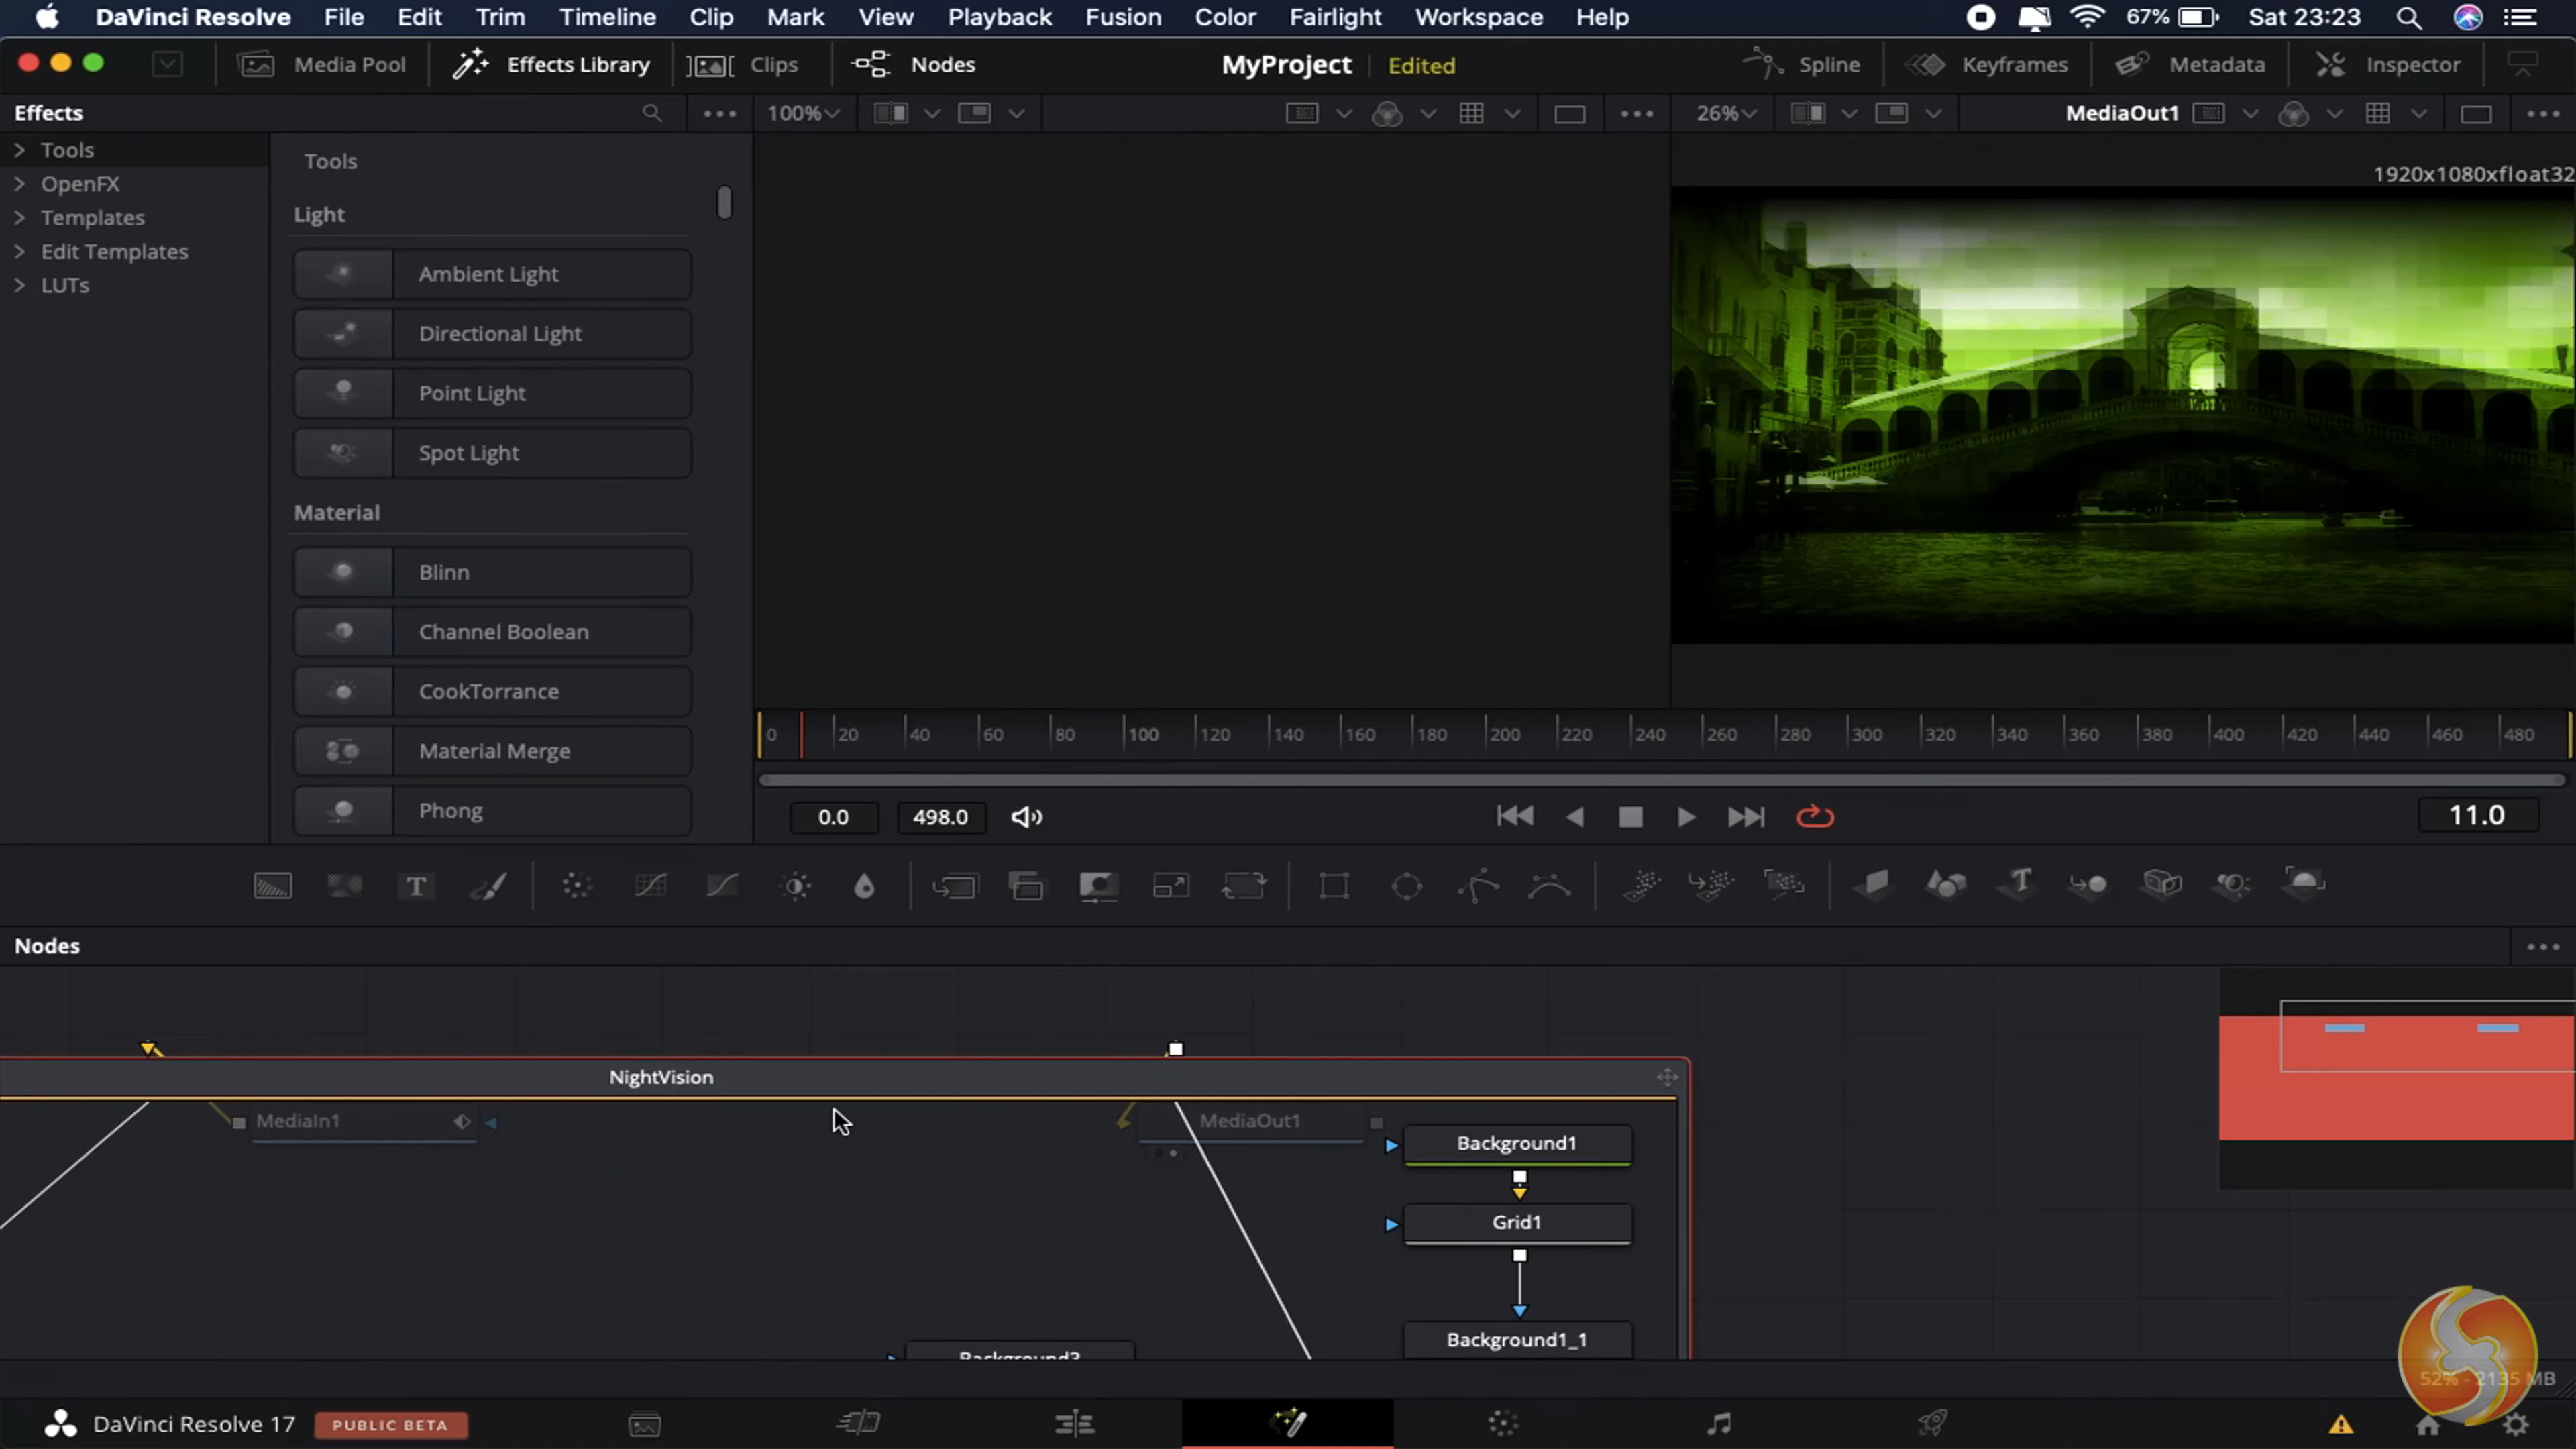 DaVinci Resolve File Edit Trim Timeline Clip Mark View Playback Fusion Color Fairlight Workspace Help 67% Sat 23:23
Media Pool Effects Library Clips Nodes MyProject Edited Spline Keyframes Metadata Inspector
Effects 100% 26% MediaOut1
Tools
OpenFX
Templates
Edit Templates
LUTs
Tools
Light
Ambient Light
Directional Light
Point Light
Spot Light
Material
Blinn
Channel Boolean
CookTorrance
Material Merge
Phong
1920x1080xfloat32
0 20 40 60 80 100 120 140 160 180 200 220 240 260 280 300 320 340 360 380 400 420 440 460 480
0.0 498.0 11.0
T T
Nodes
NightVision
MediaIn1 MediaOut1
Background1
Grid1
Background1_1
Background3
52% - 2135 MB
DaVinci Resolve 17 PUBLIC BETA